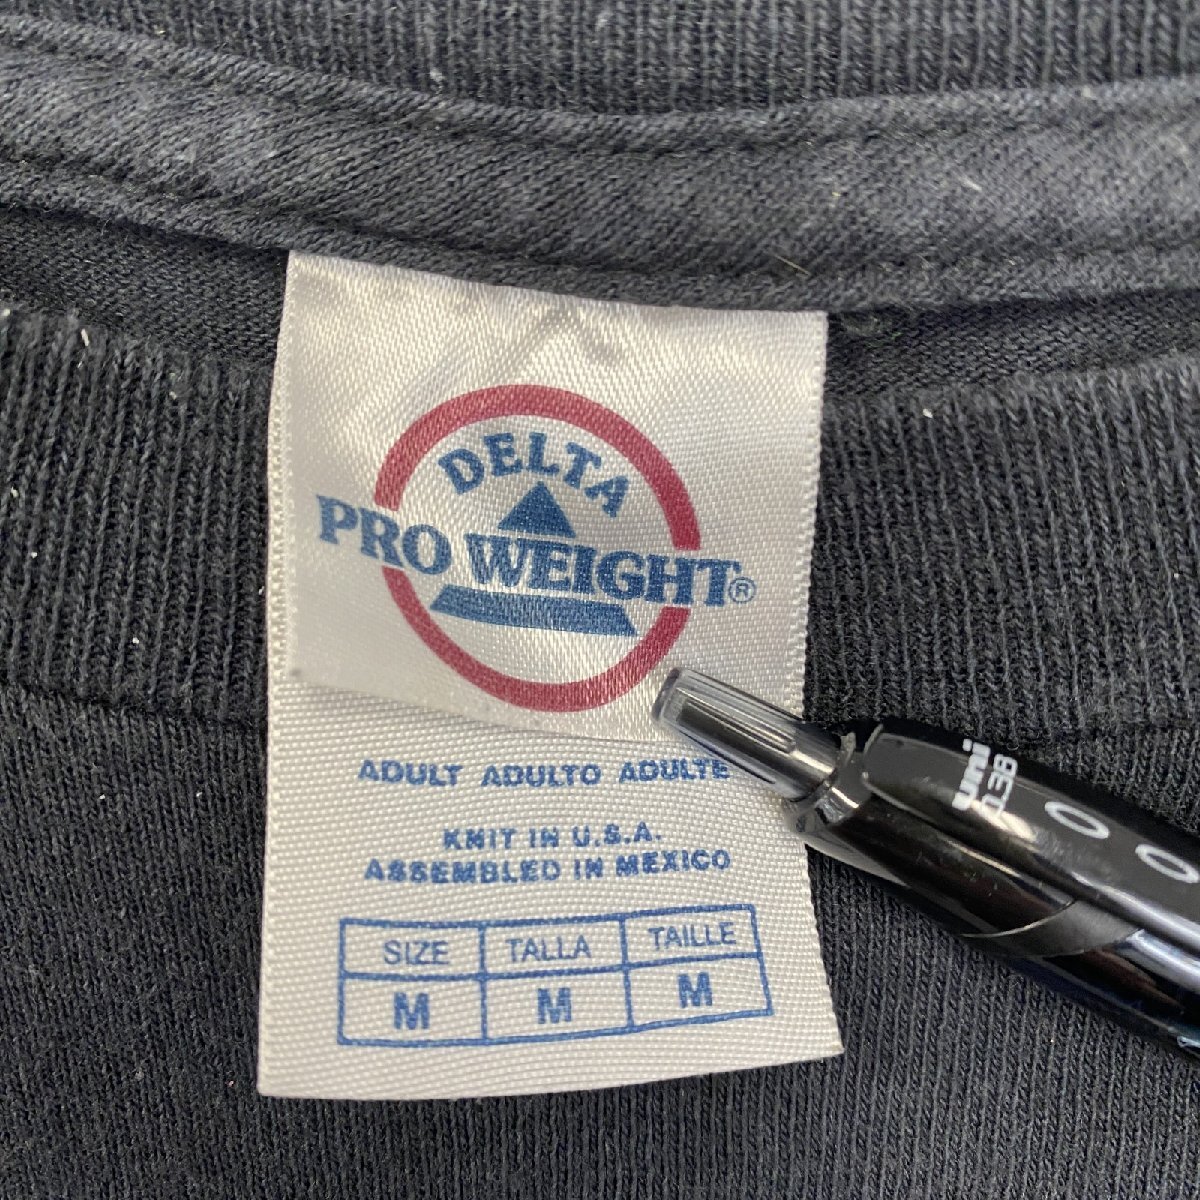 DELTA
PRO WEIGHT®
ADULT ADULTO ADULTE
KNIT IN U.S.A.
ASSEMBLED IN MEXICO
SIZE TALLA TAILLE
M M M
uni
0.38